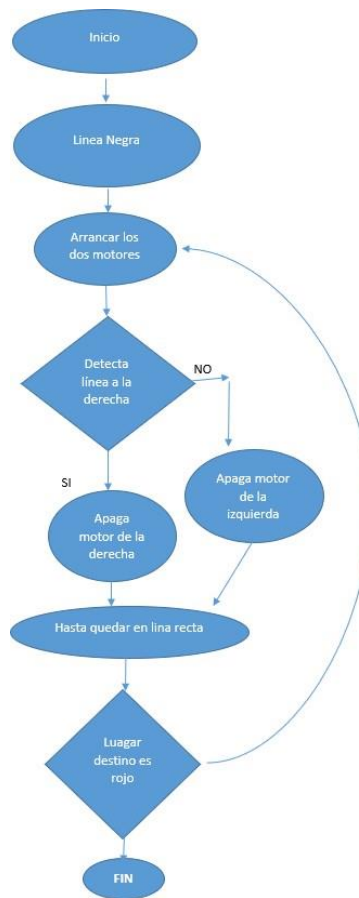 Inicio
Linea Negra
Arrancar los
dos motores
Detecta
línea a la
derecha
NO
SI
Apaga
motor de la
derecha
Apaga motor
de la
izquierda
Hasta quedar en lina recta
Luagar
destino es
rojo
FIN